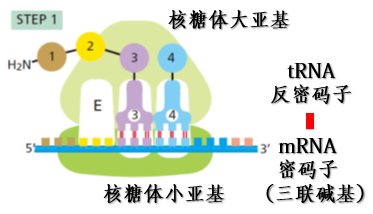 STEP 1
核糖体大亚基
H₂N
1
2
3
4
E
3
4
5'
3'
核糖体小亚基
tRNA
反密码子
mRNA
密码子
（三联碱基）